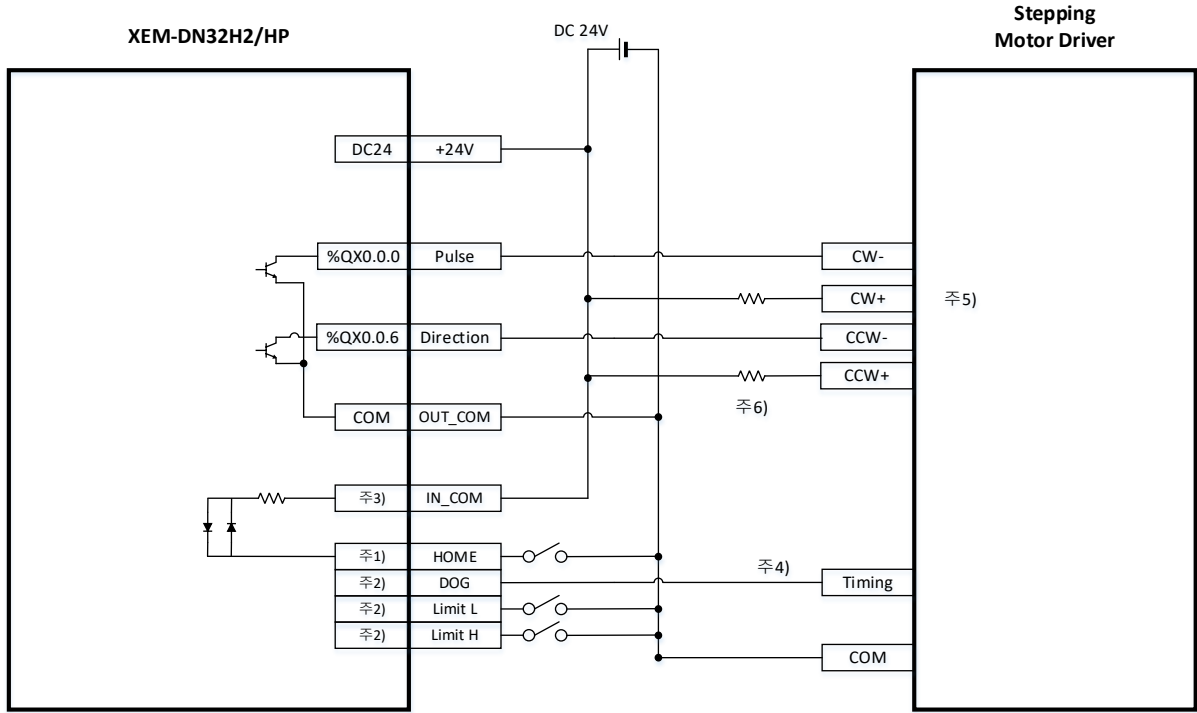 XEM-DN32H2/HP
DC 24V
Stepping
Motor Driver
DC24 +24V
%QX0.0.0 Pulse CW-
CW+ 주5)
%QX0.0.6 Direction CCW-
CCW+
주6)
COM OUT_COM
주3) IN_COM
주1) HOME
주4)
주2) DOG Timing
주2) Limit L
주2) Limit H
COM